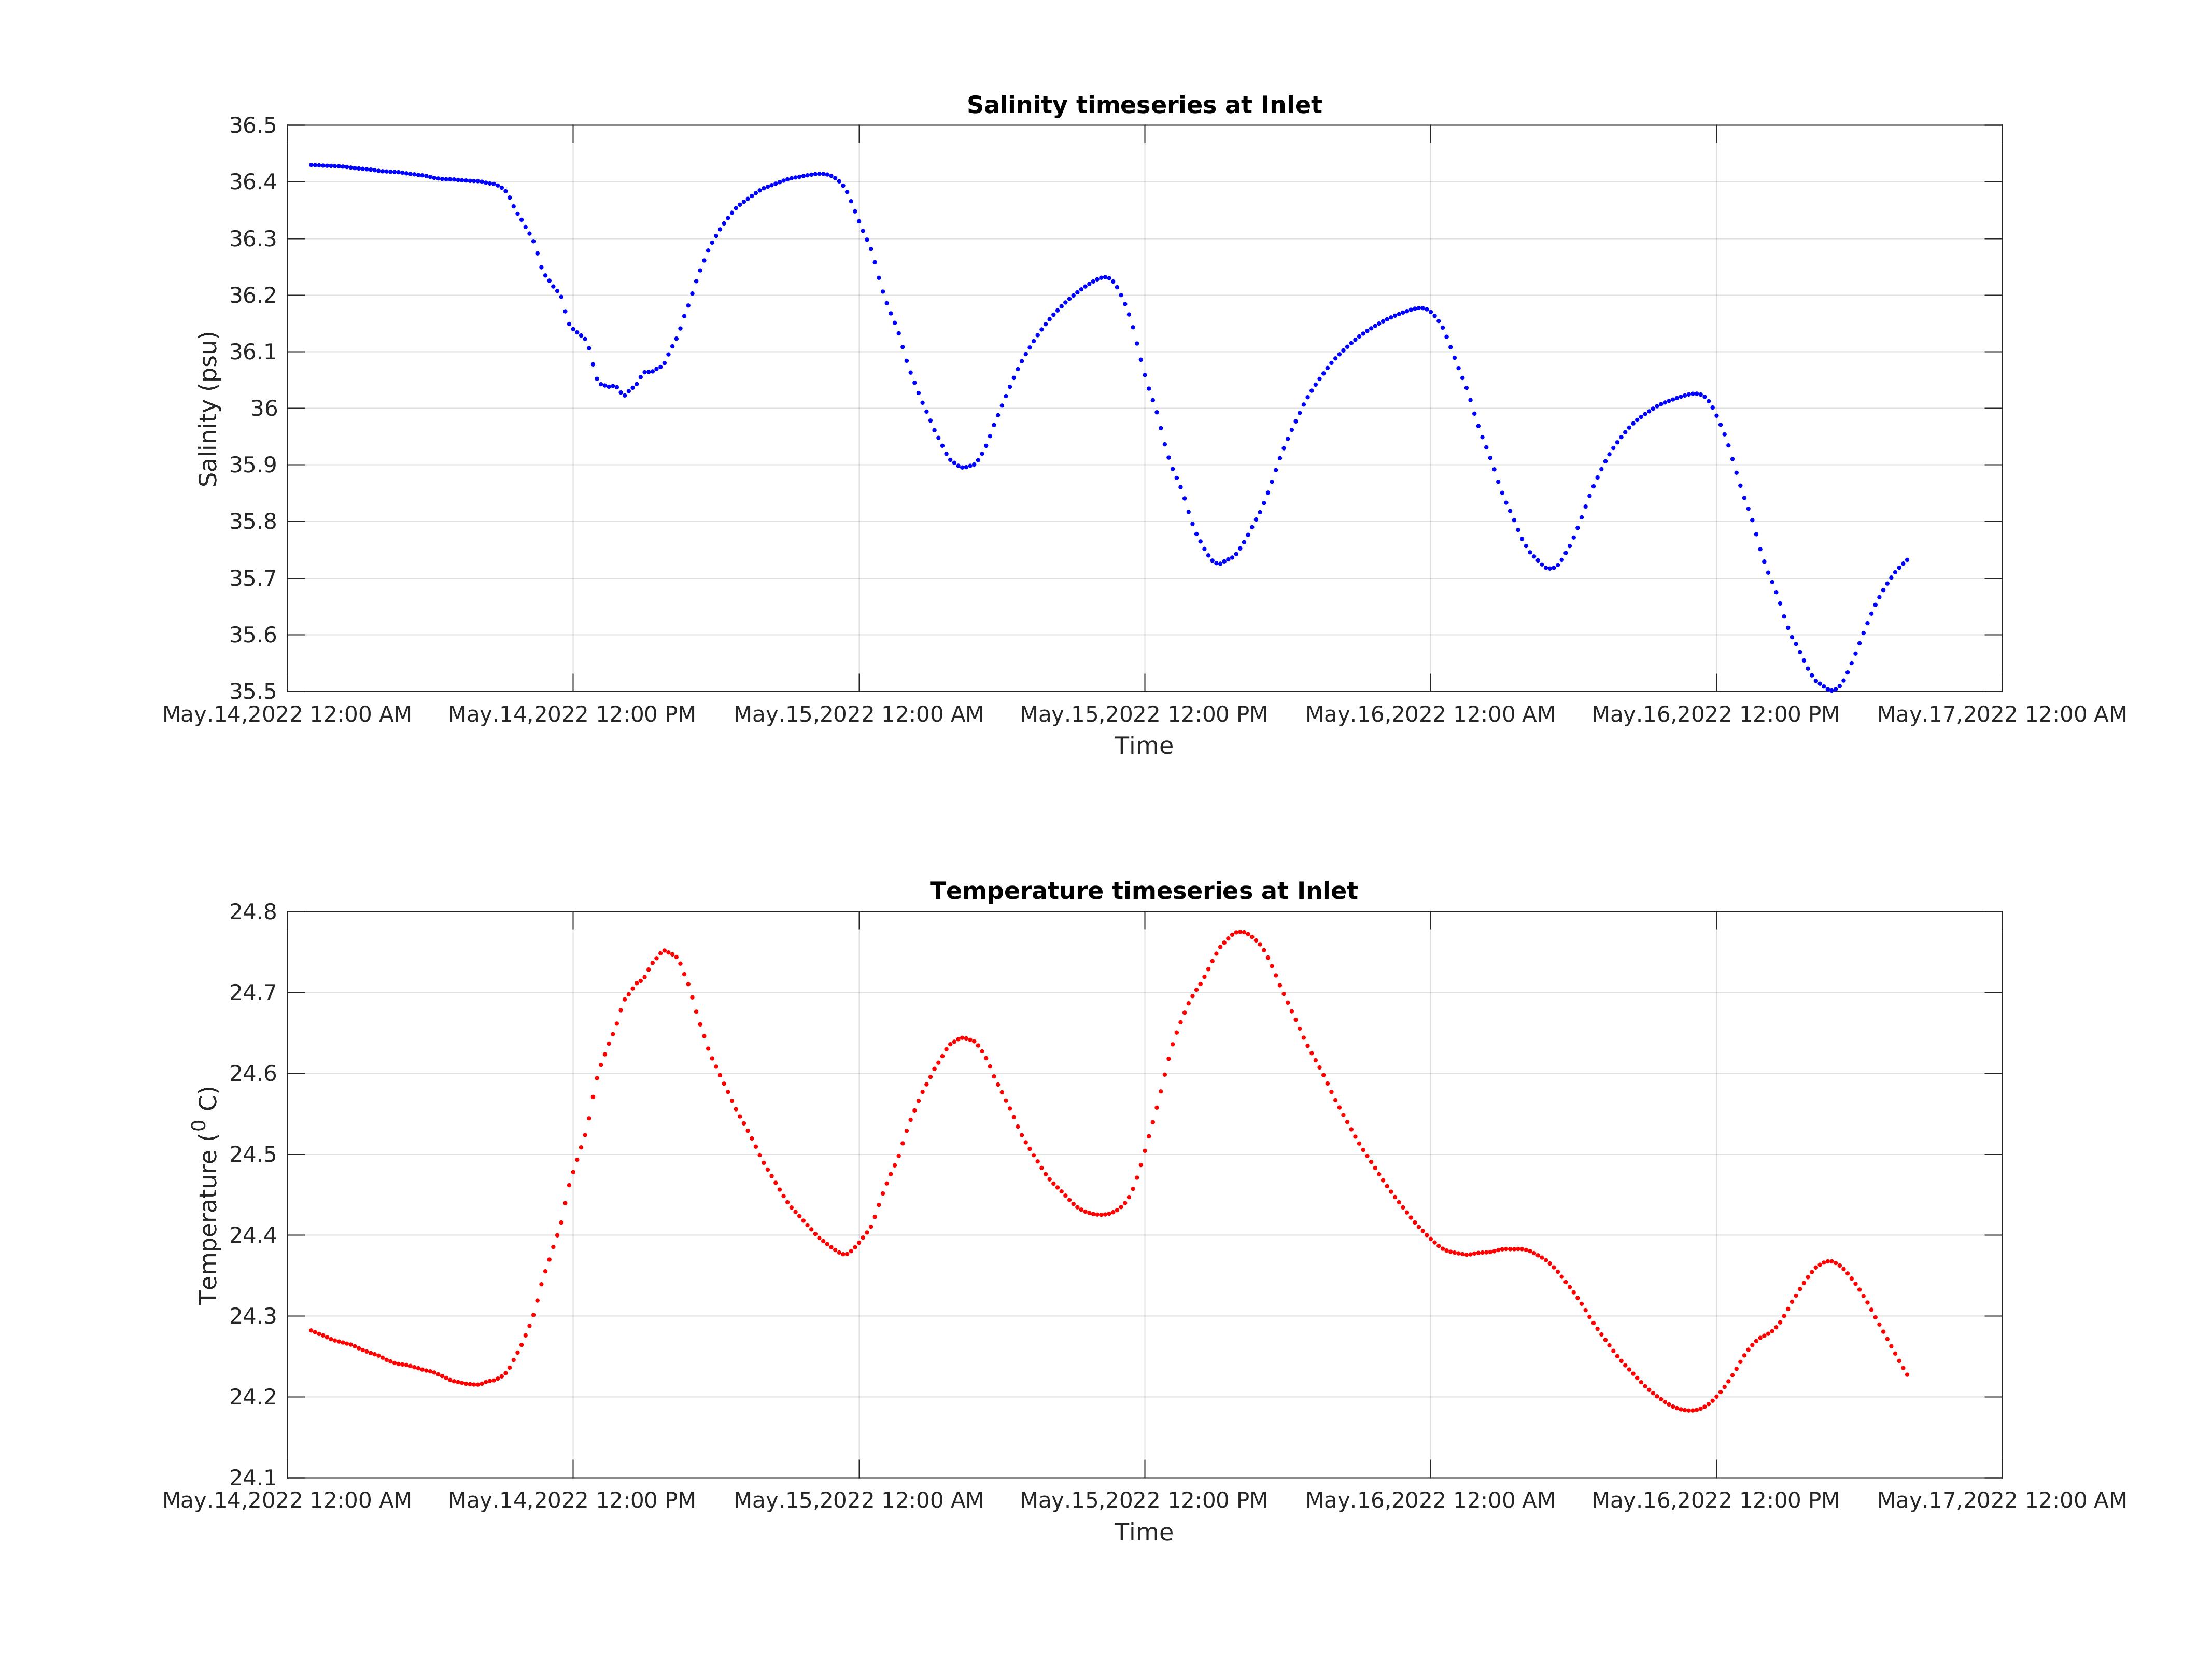 Salinity timeseries at Inlet
36.5
36.4
36.3
36.2
36.1
36
35.9
35.8
35.7
35.6
35.5
Salinity (psu)
May.14,2022 12:00 AM May.14,2022 12:00 PM May.15,2022 12:00 AM May.15,2022 12:00 PM May.16,2022 12:00 AM May.16,2022 12:00 PM May.17,2022 12:00 AM
Time
Temperature timeseries at Inlet
24.8
24.7
24.6
24.5
24.4
24.3
24.2
24.1
Temperature (⁰ C)
May.14,2022 12:00 AM May.14,2022 12:00 PM May.15,2022 12:00 AM May.15,2022 12:00 PM May.16,2022 12:00 AM May.16,2022 12:00 PM May.17,2022 12:00 AM
Time